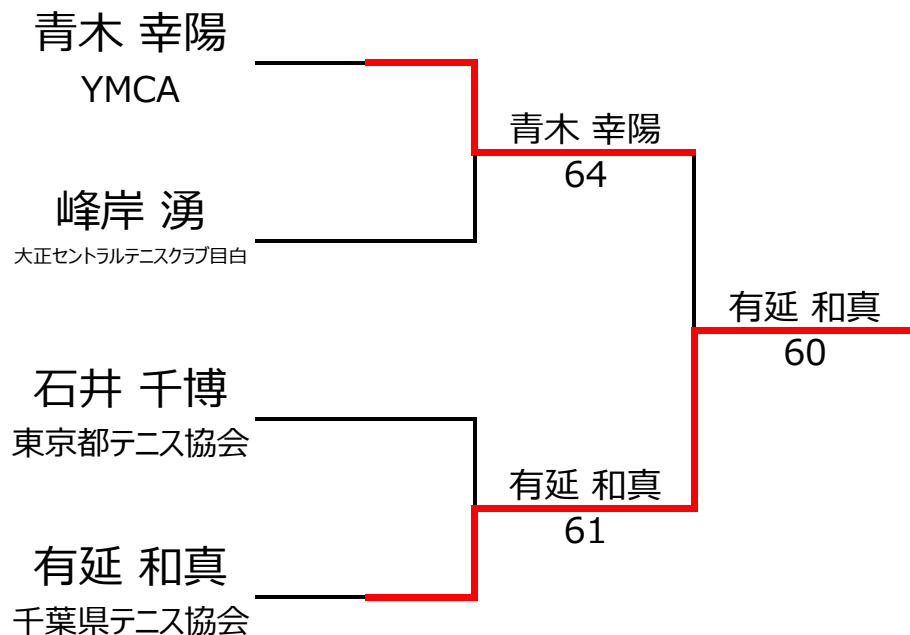 青木 幸陽
YMCA
青木 幸陽
64
峰岸 湧
大正セントラルテニスクラブ目白
有延 和真
60
石井 千博
東京都テニス協会
有延 和真
61
有延 和真
千葉県テニス協会